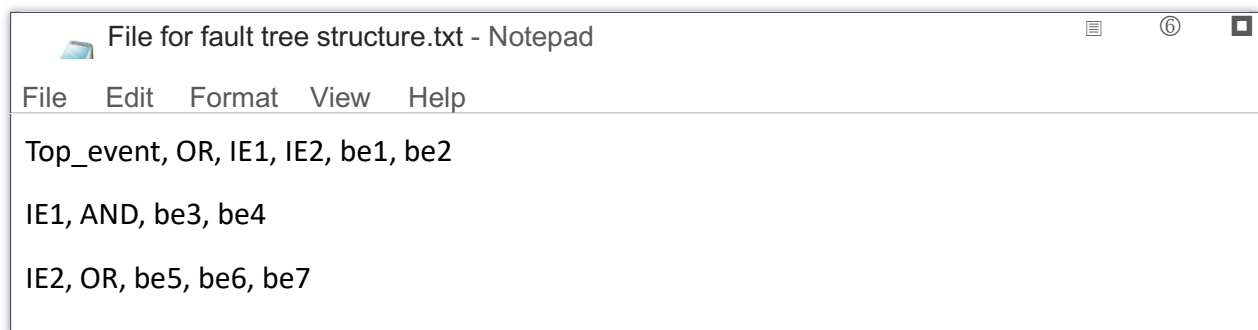 File for fault tree structure.txt - Notepad
File Edit Format View Help
Top_event, OR, IE1, IE2, be1, be2
IE1, AND, be3, be4
IE2, OR, be5, be6, be7